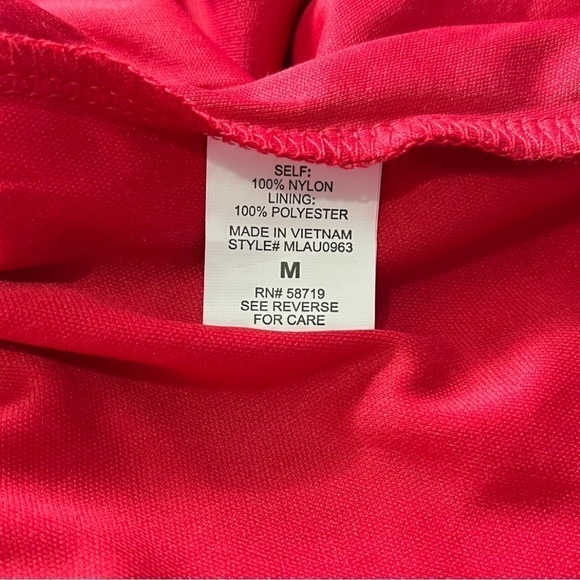 SELF:
100% NYLON
LINING:
100% POLYESTER
MADE IN VIETNAM
STYLE# MLAU0963
M
RN# 58719
SEE REVERSE
FOR CARE